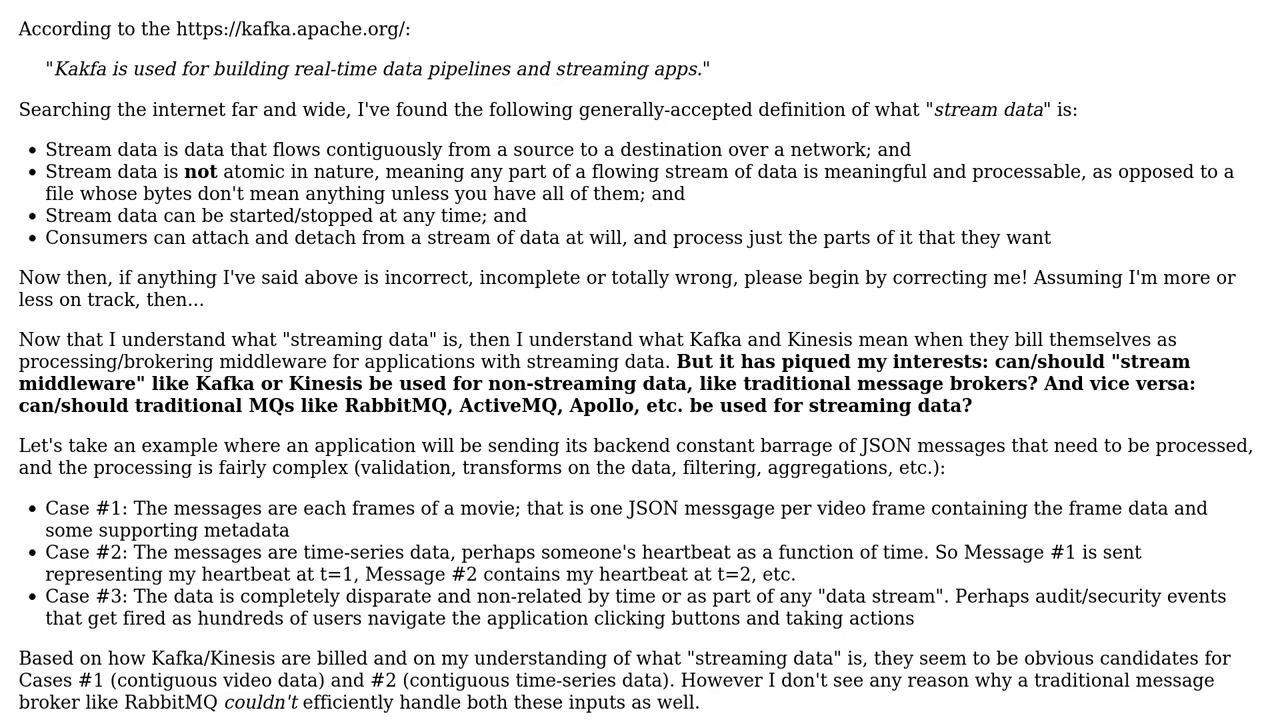 According to the https://kafka.apache.org/:
"Kakfa is used for building real-time data pipelines and streaming apps."
Searching the internet far and wide, I've found the following generally-accepted definition of what "stream data" is:
• Stream data is data that flows contiguously from a source to a destination over a network; and
• Stream data is not atomic in nature, meaning any part of a flowing stream of data is meaningful and processable, as opposed to a
file whose bytes don't mean anything unless you have all of them; and
• Stream data can be started/stopped at any time; and
• Consumers can attach and detach from a stream of data at will, and process just the parts of it that they want
Now then, if anything I've said above is incorrect, incomplete or totally wrong, please begin by correcting me! Assuming I'm more or
less on track, then...
Now that I understand what "streaming data" is, then I understand what Kafka and Kinesis mean when they bill themselves as
processing/brokering middleware for applications with streaming data. But it has piqued my interests: can/should "stream
middleware" like Kafka or Kinesis be used for non-streaming data, like traditional message brokers? And vice versa:
can/should traditional MQs like RabbitMQ, ActiveMQ, Apollo, etc. be used for streaming data?
Let's take an example where an application will be sending its backend constant barrage of JSON messages that need to be processed,
and the processing is fairly complex (validation, transforms on the data, filtering, aggregations, etc.):
• Case #1: The messages are each frames of a movie; that is one JSON messgage per video frame containing the frame data and
some supporting metadata
• Case #2: The messages are time-series data, perhaps someone's heartbeat as a function of time. So Message #1 is sent
representing my heartbeat at t=1, Message #2 contains my heartbeat at t=2, etc.
• Case #3: The data is completely disparate and non-related by time or as part of any "data stream". Perhaps audit/security events
that get fired as hundreds of users navigate the application clicking buttons and taking actions
Based on how Kafka/Kinesis are billed and on my understanding of what "streaming data" is, they seem to be obvious candidates for
Cases #1 (contiguous video data) and #2 (contiguous time-series data). However I don't see any reason why a traditional message
broker like RabbitMQ couldn't efficiently handle both these inputs as well.